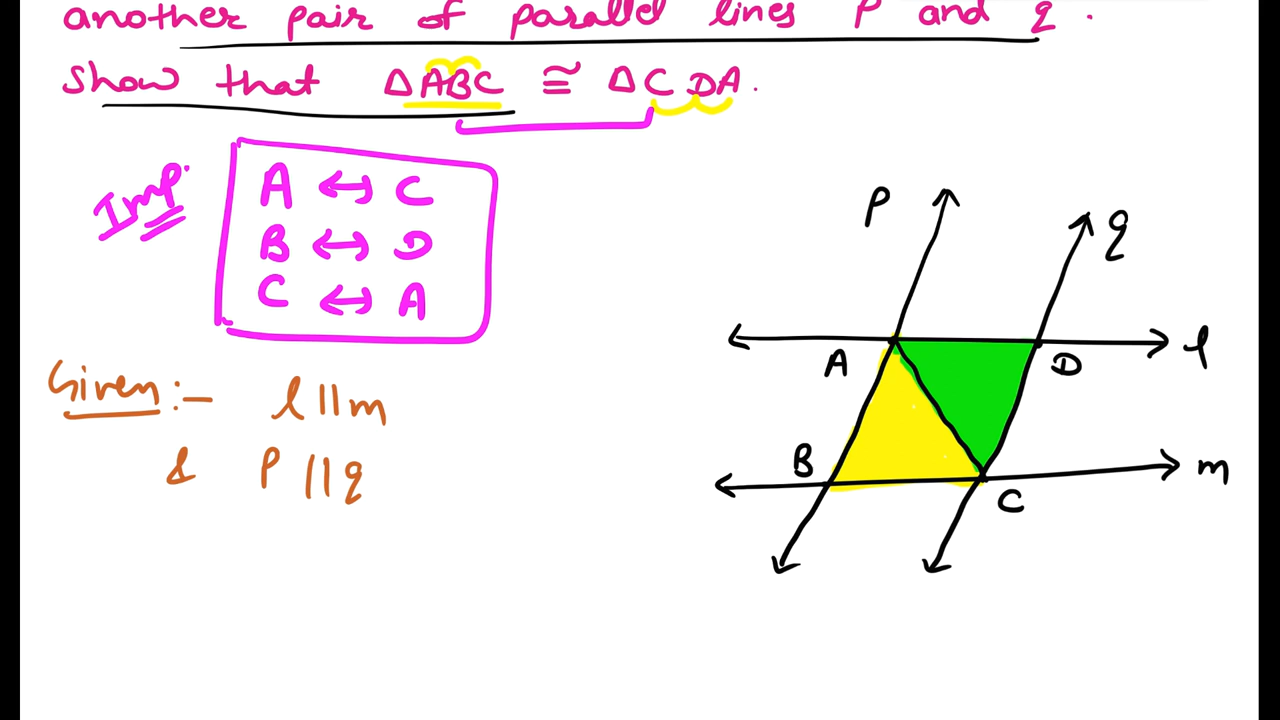 another pair of parallel lines p and q.
Show that ΔABC ≅ ΔCDA.
Imp.
A ↔ C
B ↔ D
C ↔ A
Given :- l || m
& p || q
p
q
A
D
l
B
C
m